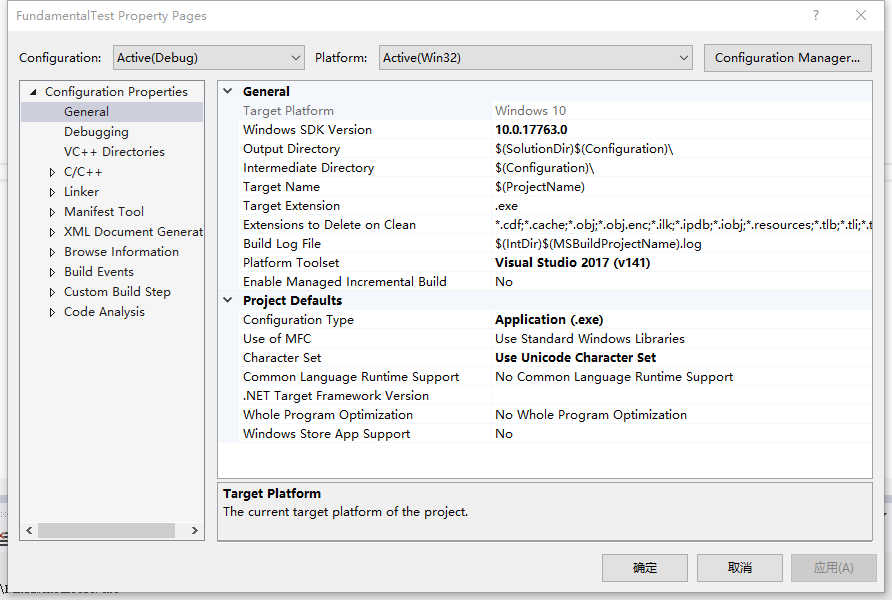 FundamentalTest Property Pages
Configuration: Active(Debug) Platform: Active(Win32) Configuration Manager...
Configuration Properties
General
Debugging
VC++ Directories
C/C++
Linker
Manifest Tool
XML Document Generat
Browse Information
Build Events
Custom Build Step
Code Analysis
General
Target Platform Windows 10
Windows SDK Version 10.0.17763.0
Output Directory $(SolutionDir)$(Configuration)\
Intermediate Directory $(Configuration)\
Target Name $(ProjectName)
Target Extension .exe
Extensions to Delete on Clean *.cdf;*.cache;*.obj;*.obj.enc;*.ilk;*.ipdb;*.iobj;*.resources;*.tlb;*.tli;*.t
Build Log File $(IntDir)$(MSBuildProjectName).log
Platform Toolset Visual Studio 2017 (v141)
Enable Managed Incremental Build No
Project Defaults
Configuration Type Application (.exe)
Use of MFC Use Standard Windows Libraries
Character Set Use Unicode Character Set
Common Language Runtime Support No Common Language Runtime Support
.NET Target Framework Version
Whole Program Optimization No Whole Program Optimization
Windows Store App Support No
Target Platform
The current target platform of the project.
确定 取消 应用(A)